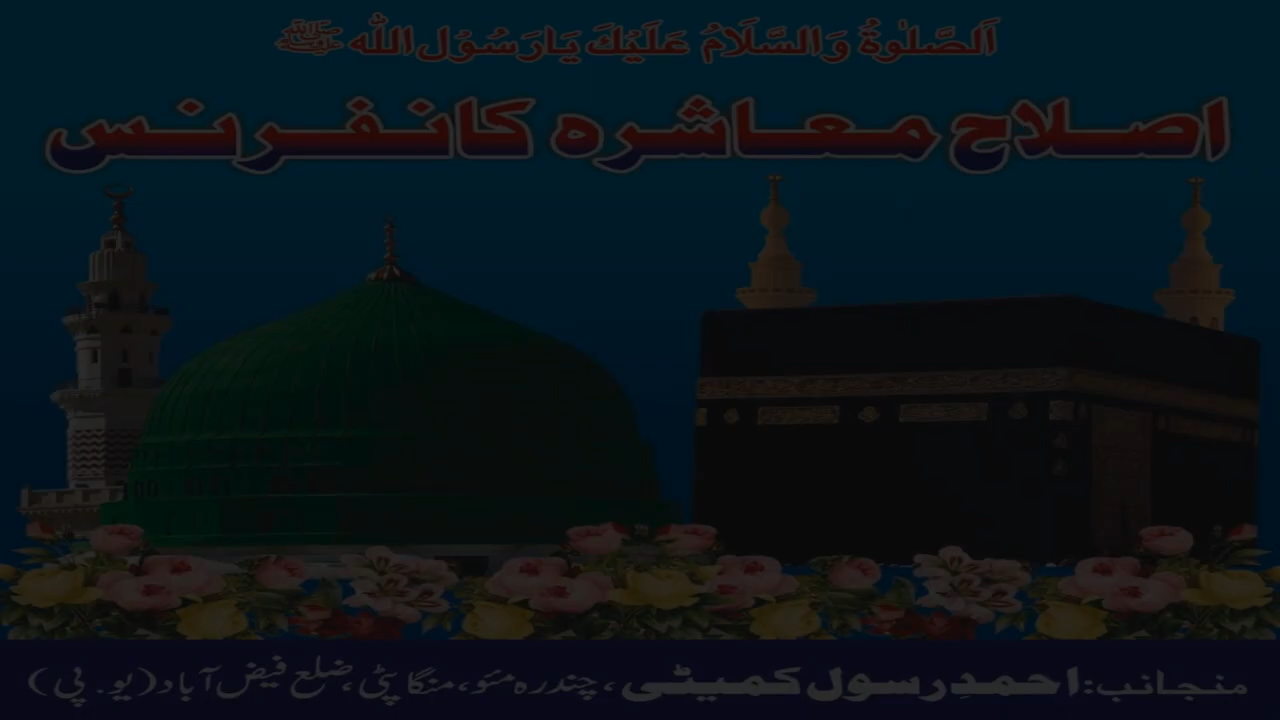 اَلصَّلٰوةُ وَالسَّلَامُ عَلَيْكَ يَارَسُوْلَ اللّٰه ﷺ
اصلاح معاشرہ کانفرنس
منجانب: احمدِ رسول کمیٹی، چندرہ مئو، منگا پٹی، ضلع فیض آباد (یو. پی)